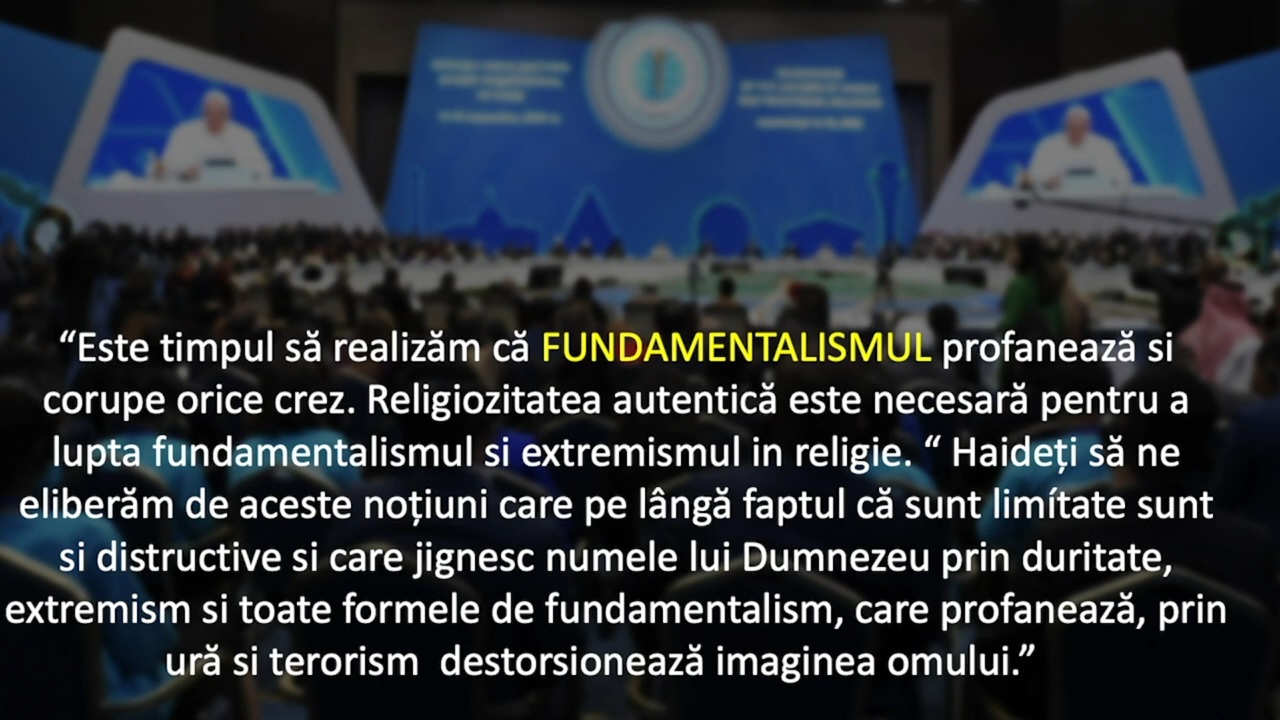 “Este timpul să realizăm că FUNDAMENTALISMUL profanează si
corupe orice crez. Religiozitatea autentică este necesară pentru a
lupta fundamentalismul si extremismul in religie. “ Haideți să ne
eliberăm de aceste noțiuni care pe lângă faptul că sunt limítate sunt
si distructive si care jignesc numele lui Dumnezeu prin duritate,
extremism si toate formele de fundamentalism, care profanează, prin
ură si terorism  destorsionează imaginea omului.”